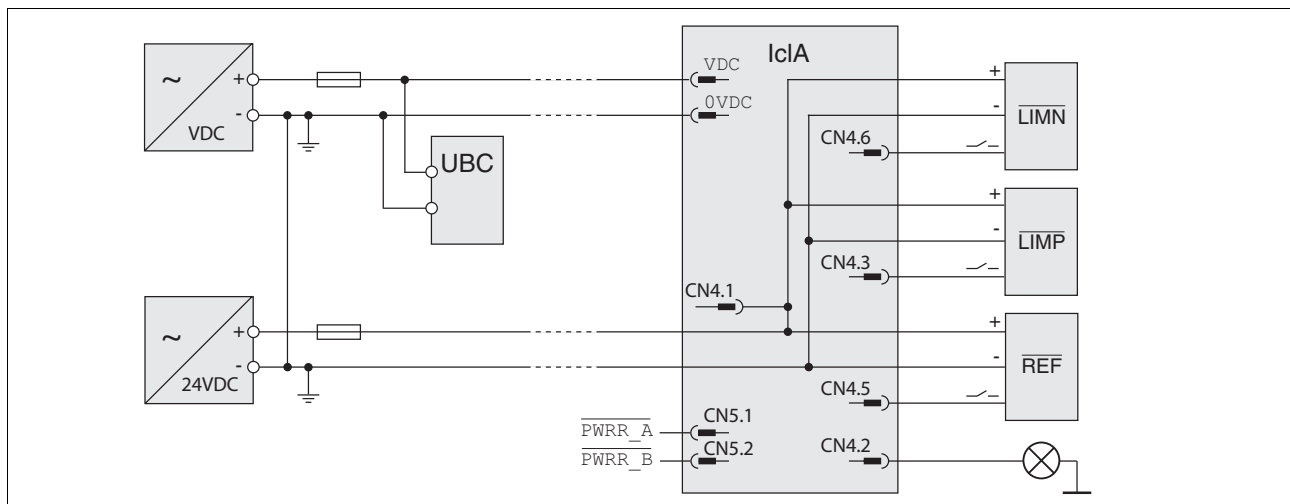 IclA
~
+
-
VDC
VDC
0VDC
UBC
+
-
LIMN
CN4.6
+
-
LIMP
CN4.3
CN4.1
~
+
-
24VDC
+
-
REF
CN4.5
PWRR_A
CN5.1
PWRR_B
CN5.2
CN4.2